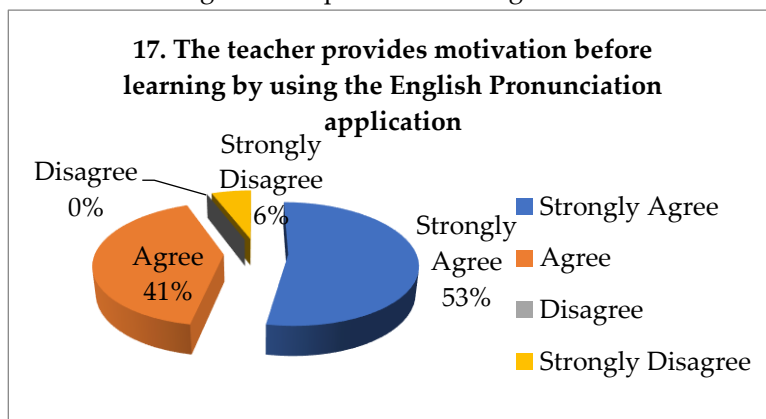 17. The teacher provides motivation before
learning by using the English Pronunciation
application
Strongly
Disagree
6%
Disagree
0%
Agree
41%
Strongly
Agree
53%
Strongly Agree
Agree
Disagree
Strongly Disagree